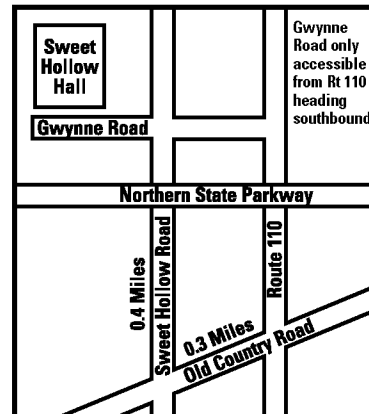 Sweet
Hollow
Hall
Gwynne
Road only
accessible
from Rt 110
heading
southbound
Gwynne Road
Northern State Parkway
0.4 Miles
Sweet Hollow Road
Route 110
0.3 Miles
Old Country Road